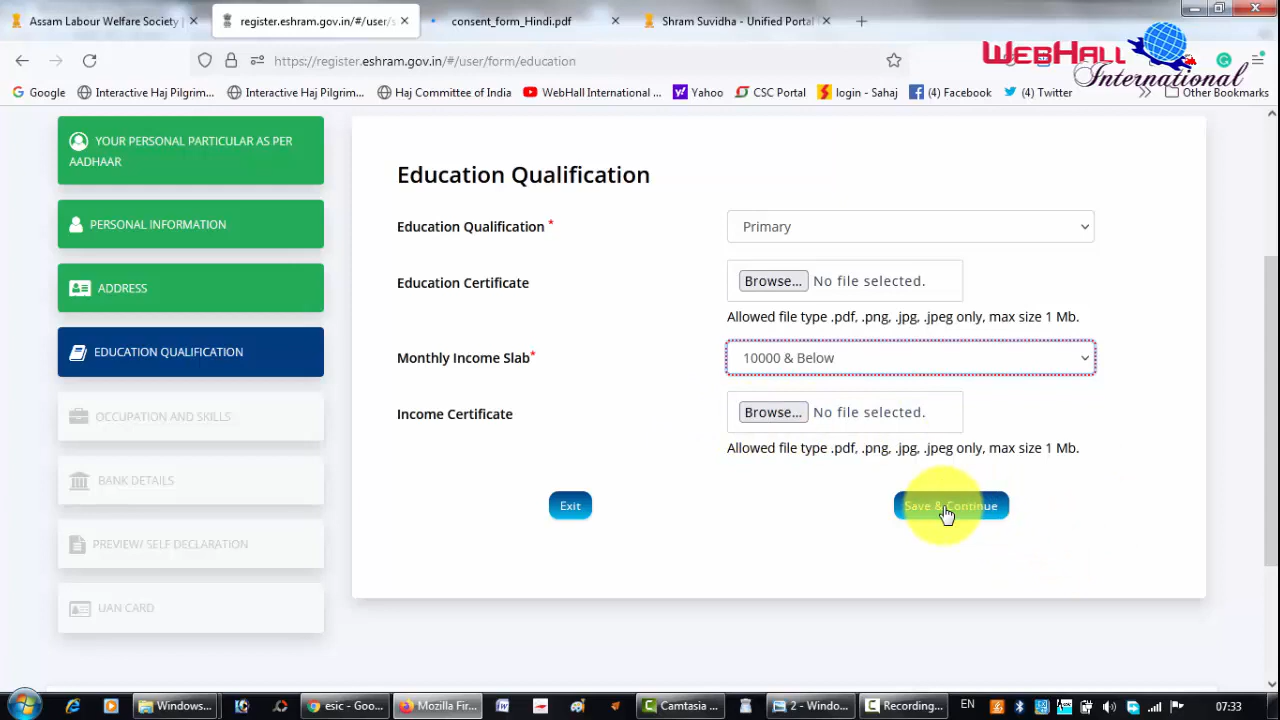 Assam Labour Welfare Society |
register.eshram.gov.in/#/user/s
consent_form_Hindi.pdf
Shram Suvidha - Unified Portal
WEBHALL
International
https://register.eshram.gov.in/#/user/form/education
Google
Interactive Haj Pilgrim...
Interactive Haj Pilgrim...
Haj Committee of India
WebHall International ...
Yahoo
CSC Portal
login - Sahaj
(4) Facebook
(4) Twitter
Other Bookmarks
YOUR PERSONAL PARTICULAR AS PER
AADHAAR
PERSONAL INFORMATION
ADDRESS
EDUCATION QUALIFICATION
OCCUPATION AND SKILLS
BANK DETAILS
PREVIEW/ SELF DECLARATION
UAN CARD
Education Qualification
Education Qualification * Primary
Education Certificate Browse... No file selected.
Allowed file type .pdf, .png, .jpg, .jpeg only, max size 1 Mb.
Monthly Income Slab* 10000 & Below
Income Certificate Browse... No file selected.
Allowed file type .pdf, .png, .jpg, .jpeg only, max size 1 Mb.
Exit Save & Continue
Windows...
esic - Goo...
Mozilla Fir...
Camtasia ...
2 - Windo...
Recording...
EN
07:33